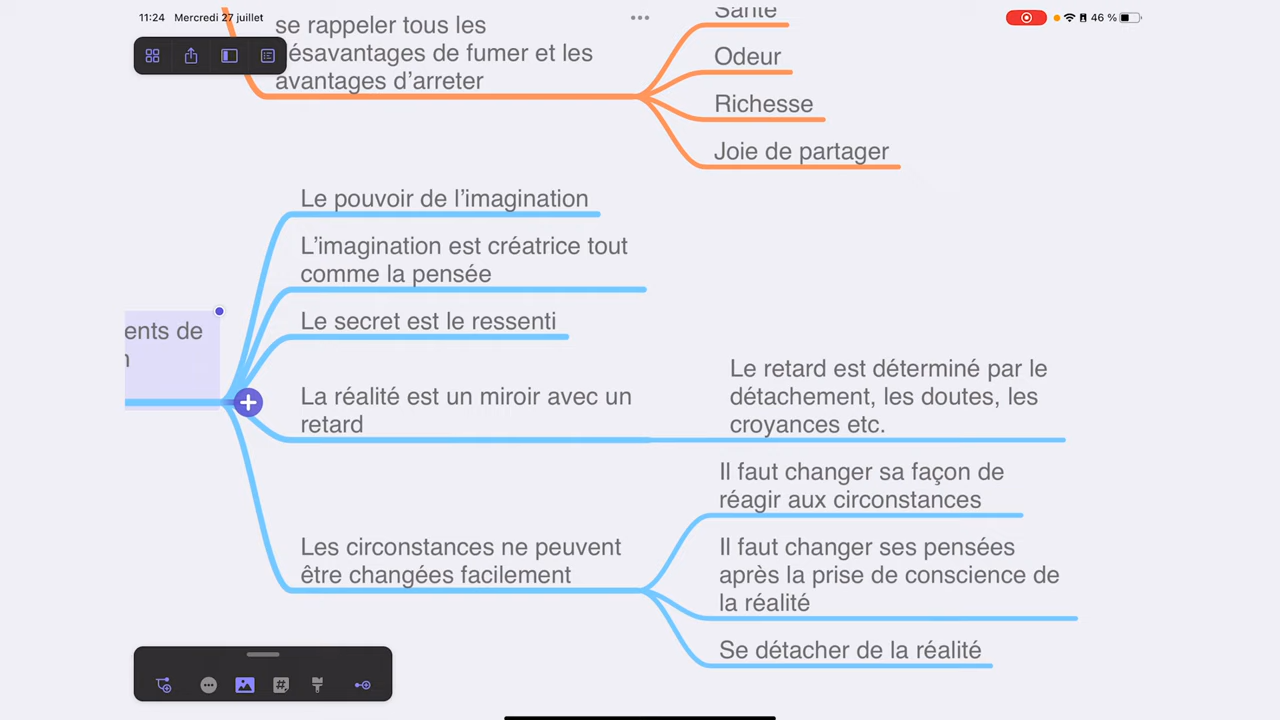 11:24 Mercredi 27 juillet
46 %
se rappeler tous les
ésavantages de fumer et les
avantages d'arreter
Santé
Odeur
Richesse
Joie de partager
Le pouvoir de l'imagination
L'imagination est créatrice tout
comme la pensée
Le secret est le ressenti
ents de
n
La réalité est un miroir avec un
retard
Le retard est déterminé par le
détachement, les doutes, les
croyances etc.
Les circonstances ne peuvent
être changées facilement
Il faut changer sa façon de
réagir aux circonstances
Il faut changer ses pensées
après la prise de conscience de
la réalité
Se détacher de la réalité